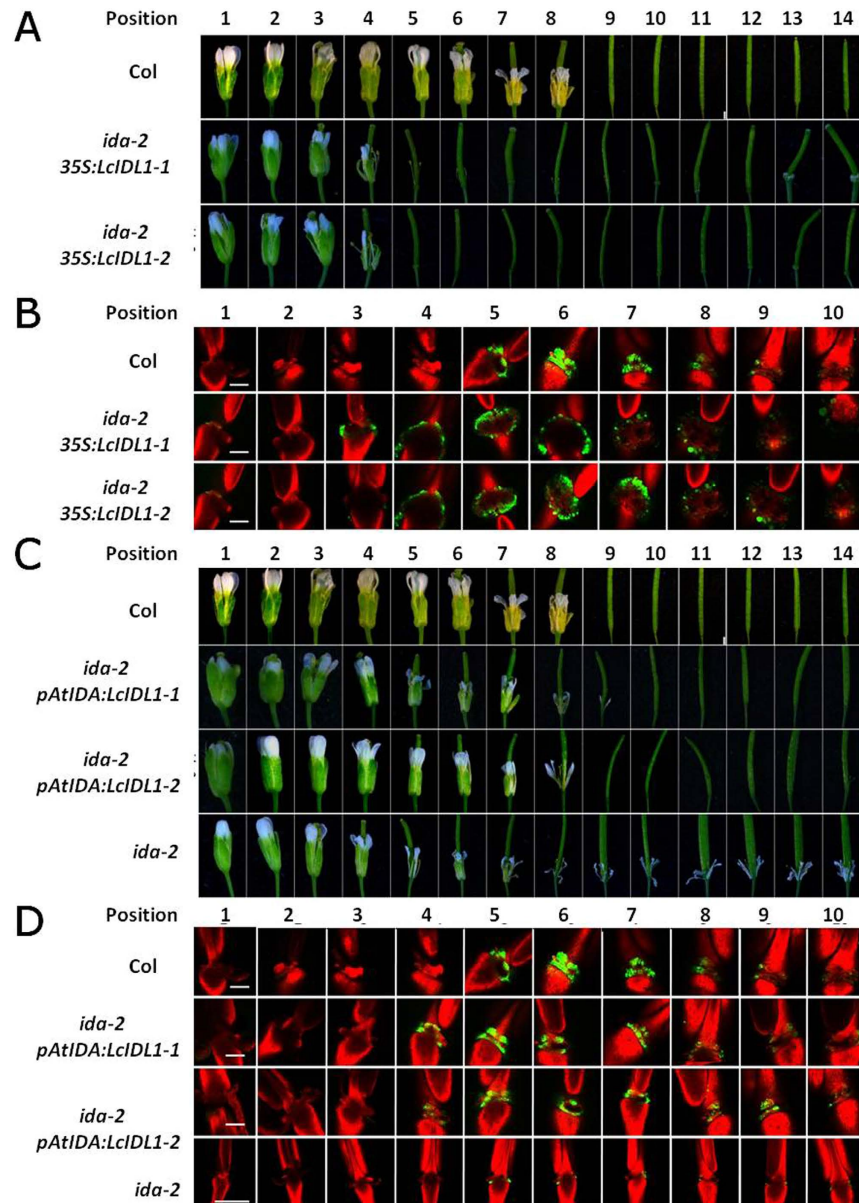 A
Position 1 2 3 4 5 6 7 8 9 10 11 12 13 14
Col
ida-2
35S:LcIDL1-1
ida-2
35S:LcIDL1-2
B
Position 1 2 3 4 5 6 7 8 9 10
Col
ida-2
35S:LcIDL1-1
ida-2
35S:LcIDL1-2
C
Position 1 2 3 4 5 6 7 8 9 10 11 12 13 14
Col
ida-2
pAtIDA:LcIDL1-1
ida-2
pAtIDA:LcIDL1-2
ida-2
D
Position 1 2 3 4 5 6 7 8 9 10
Col
ida-2
pAtIDA:LcIDL1-1
ida-2
pAtIDA:LcIDL1-2
ida-2